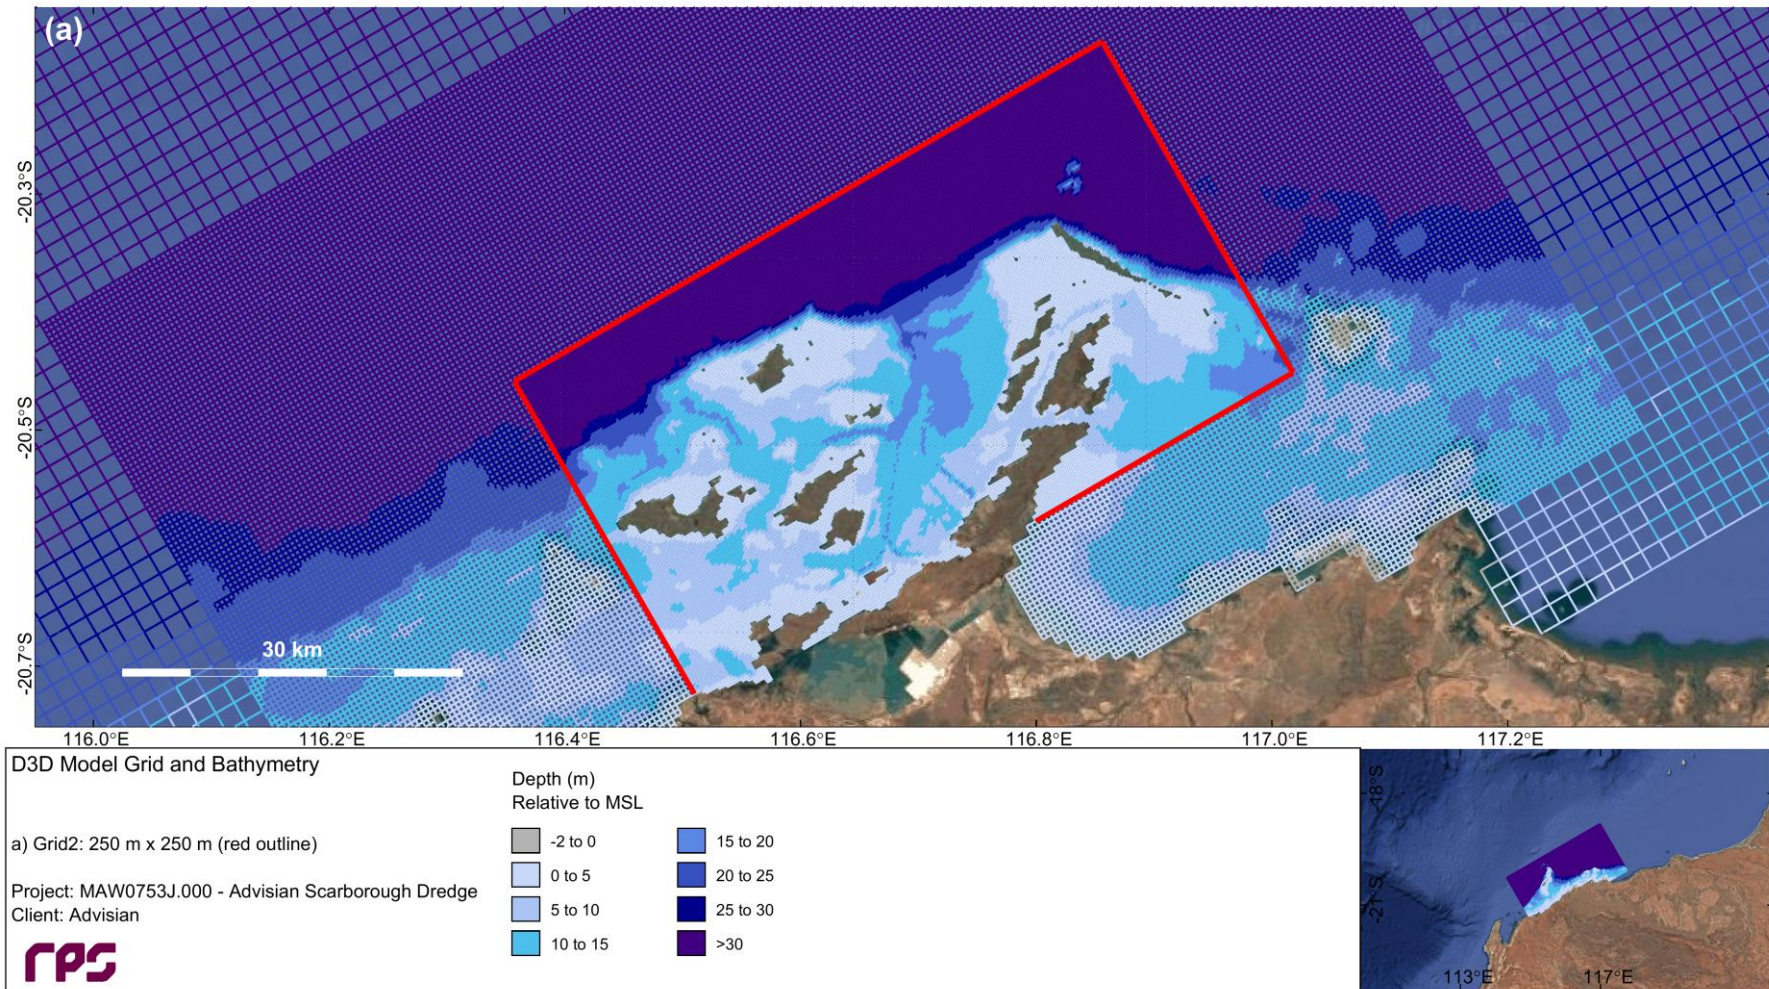 (a)
-20.3°S
-20.5°S
-20.7°S
30 km
116.0°E 116.2°E 116.4°E 116.6°E 116.8°E 117.0°E 117.2°E
D3D Model Grid and Bathymetry
a) Grid2: 250 m x 250 m (red outline)
Project: MAW0753J.000 - Advisian Scarborough Dredge
Client: Advisian
rps
Depth (m)
Relative to MSL
-2 to 0
0 to 5
5 to 10
10 to 15
15 to 20
20 to 25
25 to 30
>30
-18°S
-21°S
113°E 117°E